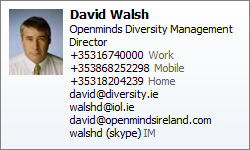 David Walsh
Openminds Diversity Management
Director
+35316740000 Work
+353868252298 Mobile
+35318204239 Home
david@diversity.ie
walshd@iol.ie
david@openmindsireland.com
walshd (skype) IM